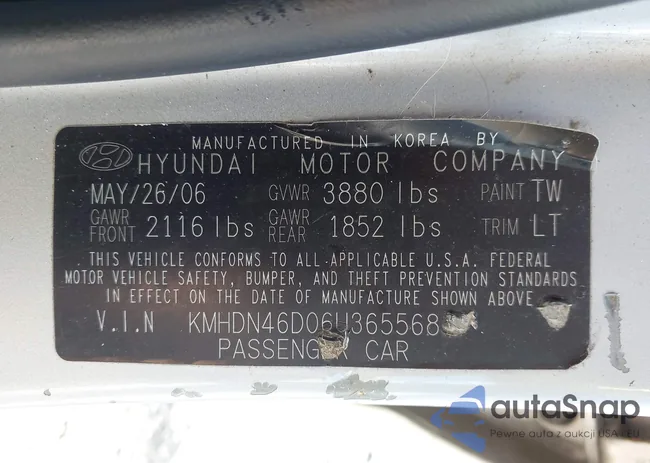 MANUFACTURED IN KOREA BY
HYUNDAI MOTOR COMPANY
MAY/26/06 GVWR 3880 lbs PAINT TW
GAWR FRONT 2116 lbs GAWR REAR 1852 lbs TRIM LT
THIS VEHICLE CONFORMS TO ALL APPLICABLE U.S.A. FEDERAL
MOTOR VEHICLE SAFETY, BUMPER, AND THEFT PREVENTION STANDARDS
IN EFFECT ON THE DATE OF MANUFACTURE SHOWN ABOVE
V.I.N KMHDN46D06U365568
PASSENGER CAR
autoSnap
Pewne auta z aukcji USA - EU